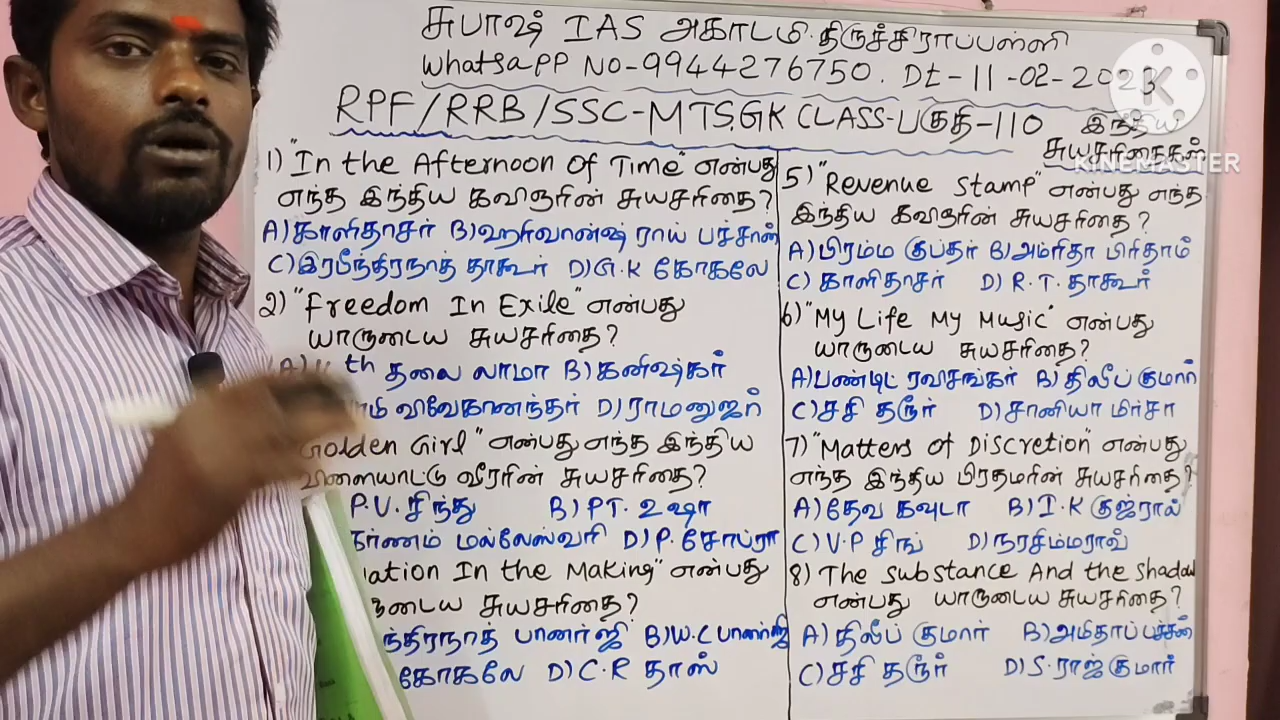 சுபாஷ் IAS அகாடமி திருச்சிராப்பள்ளி
WhatsaPP NO-9944276750. Dt-11-02-2023
RPF/RRB/SSC-MTS.GK CLASS-பகுதி-110
இந்திய
சுயசரிதைகள்
KINEMASTER
1) "In the Afternoon Of Time" என்பது
எந்த இந்திய கவிஞரின் சுயசரிதை?
A) காளிதாசர் B) ஹரிவான்ஷ் ராய் பச்சான்
C) இரபீந்திரநாத் தாகூர் D) G.K கோகலே
2) "Freedom In Exile" என்பது
யாருடைய சுயசரிதை?
th தலை லாமா B) கனிஷ்கர்
விவேகானந்தர் D) ராமனுஜர்
Golden Girl" என்பது எந்த இந்திய
விளையாட்டு வீரரின் சுயசரிதை?
P.V. சிந்து B) PT. உஷா
கர்ணம் மல்லேஸ்வரி D) P. சோப்ரா
ation In the Making" என்பது
டைய சுயசரிதை?
ந்திரநாத் பானர்ஜி B) W.C பானர்ஜி
கோகலே D) C.R தாஸ்
5) "Revenue Stamp" என்பது எந்த
இந்திய கவிஞரின் சுயசரிதை?
A) பிரம்ம குப்தர் B) அம்ரிதா பிரிதாம்
C) காளிதாசர் D) R.T. தாகூர்
6) "My Life My Music" என்பது
யாருடைய சுயசரிதை?
A) பண்டிட் ரவிசங்கர் B) திலீப் குமார்
C) சசி தரூர் D) சானியா மிர்சா
7) "Matters of Discretion" என்பது
எந்த இந்திய பிரதமரின் சுயசரிதை?
A) தேவ கவுடா B) I.K குஜ்ரால்
C) V.P சிங் D) நரசிம்மராவ்
8) The Substance And the Shadow
என்பது யாருடைய சுயசரிதை?
A) திலீப் குமார் B) அமிதாப் பச்சன்
C) சசி தரூர் D) S. ராஜ்குமார்